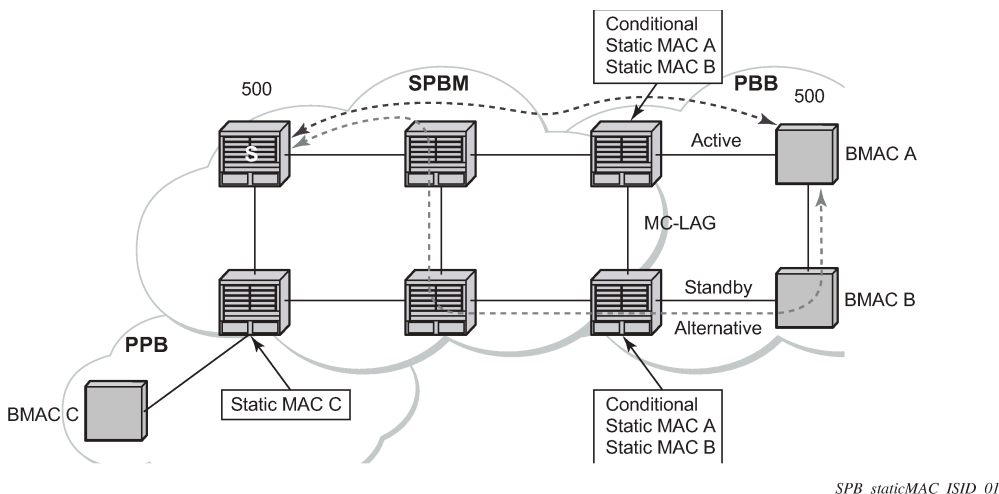 Conditional
Static MAC A
Static MAC B
500
SPBM
PBB
500
S
Active
BMAC A
MC-LAG
Standby
BMAC B
Alternative
PPB
Static MAC C
BMAC C
Conditional
Static MAC A
Static MAC B
SPB_staticMAC_ISID_01